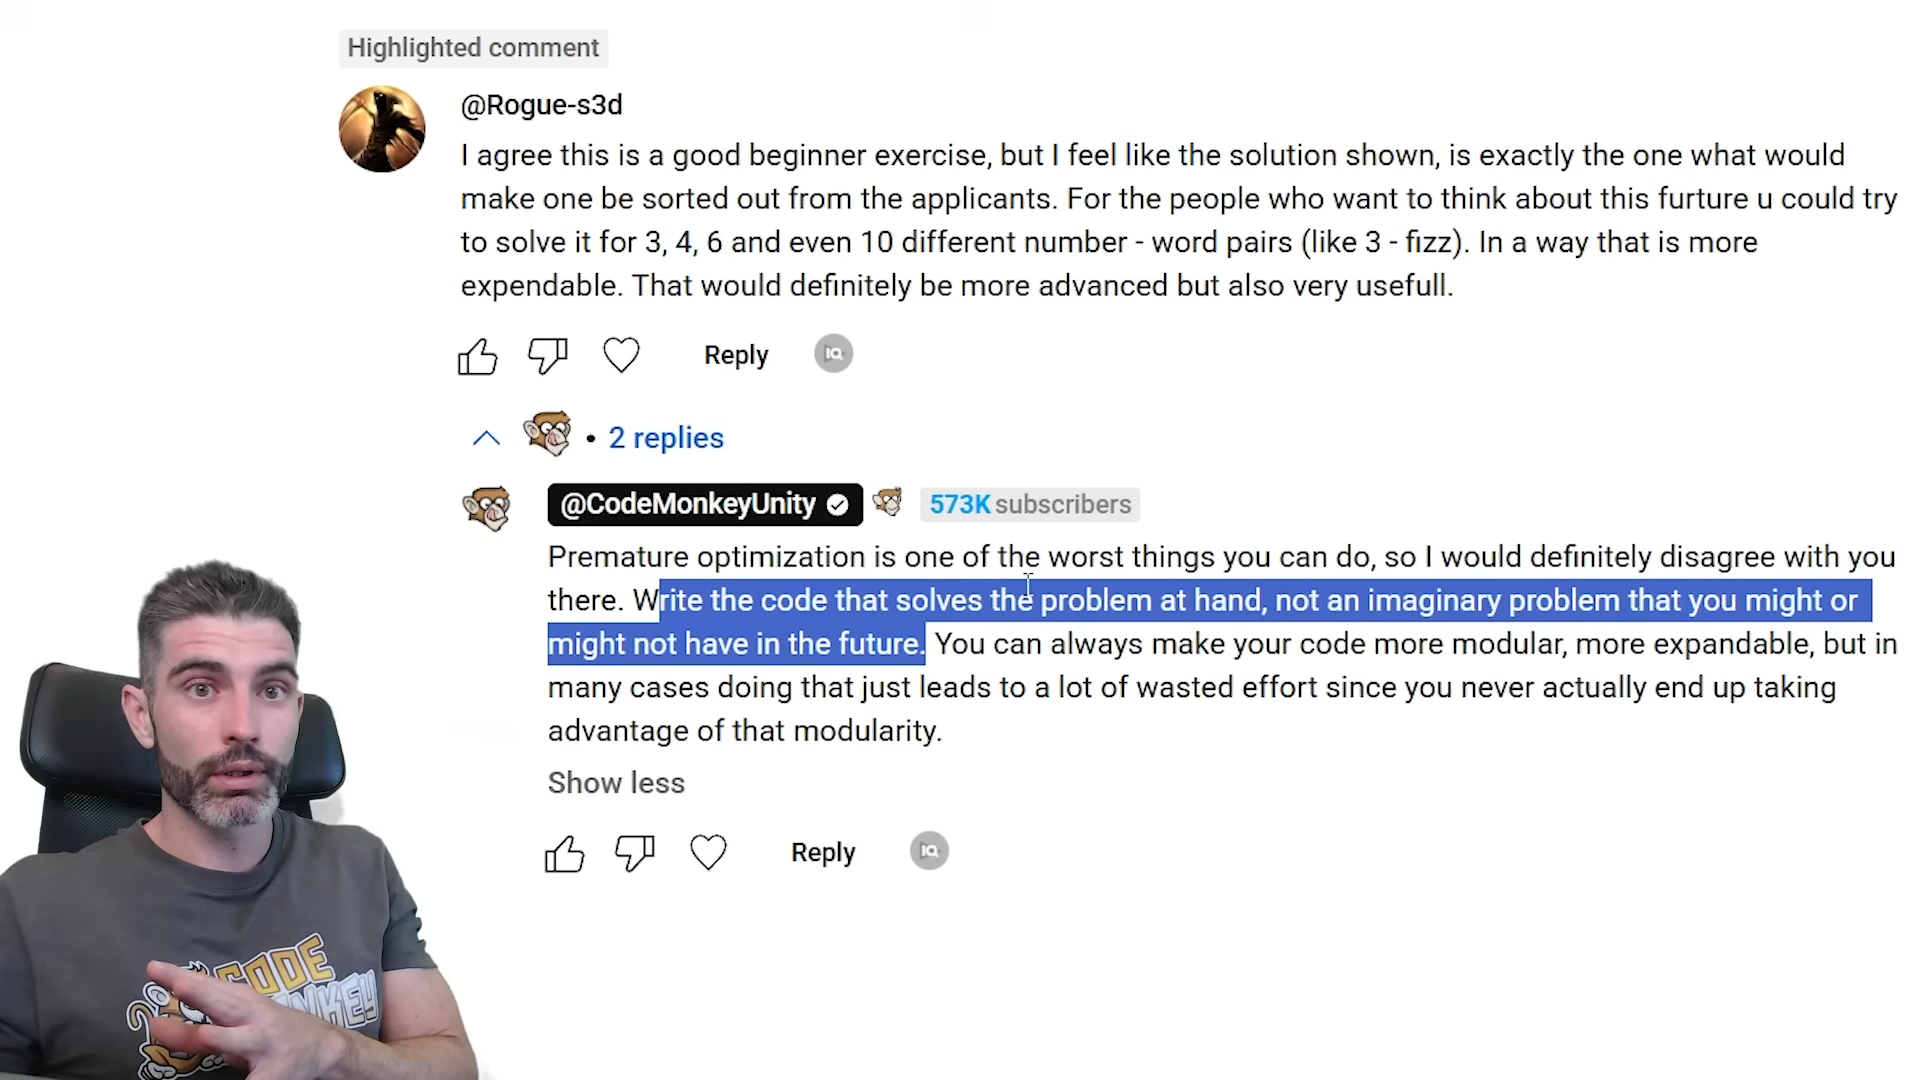 Highlighted comment
@Rogue-s3d
I agree this is a good beginner exercise, but I feel like the solution shown, is exactly the one what would
make one be sorted out from the applicants. For the people who want to think about this furture u could try
to solve it for 3, 4, 6 and even 10 different number - word pairs (like 3 - fizz). In a way that is more
expendable. That would definitely be more advanced but also very usefull.
Reply
IQ
• 2 replies
@CodeMonkeyUnity 573K subscribers
Premature optimization is one of the worst things you can do, so I would definitely disagree with you
there. Write the code that solves the problem at hand, not an imaginary problem that you might or
might not have in the future. You can always make your code more modular, more expandable, but in
many cases doing that just leads to a lot of wasted effort since you never actually end up taking
advantage of that modularity.
Show less
Reply
IQ
CODE